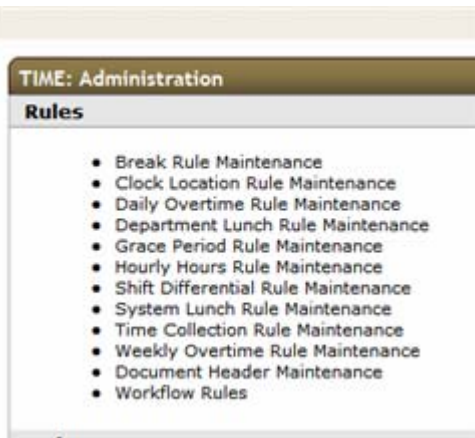 TIME: Administration
Rules
Break Rule Maintenance
Clock Location Rule Maintenance
Daily Overtime Rule Maintenance
Department Lunch Rule Maintenance
Grace Period Rule Maintenance
Hourly Hours Rule Maintenance
Shift Differential Rule Maintenance
System Lunch Rule Maintenance
Time Collection Rule Maintenance
Weekly Overtime Rule Maintenance
Document Header Maintenance
Workflow Rules